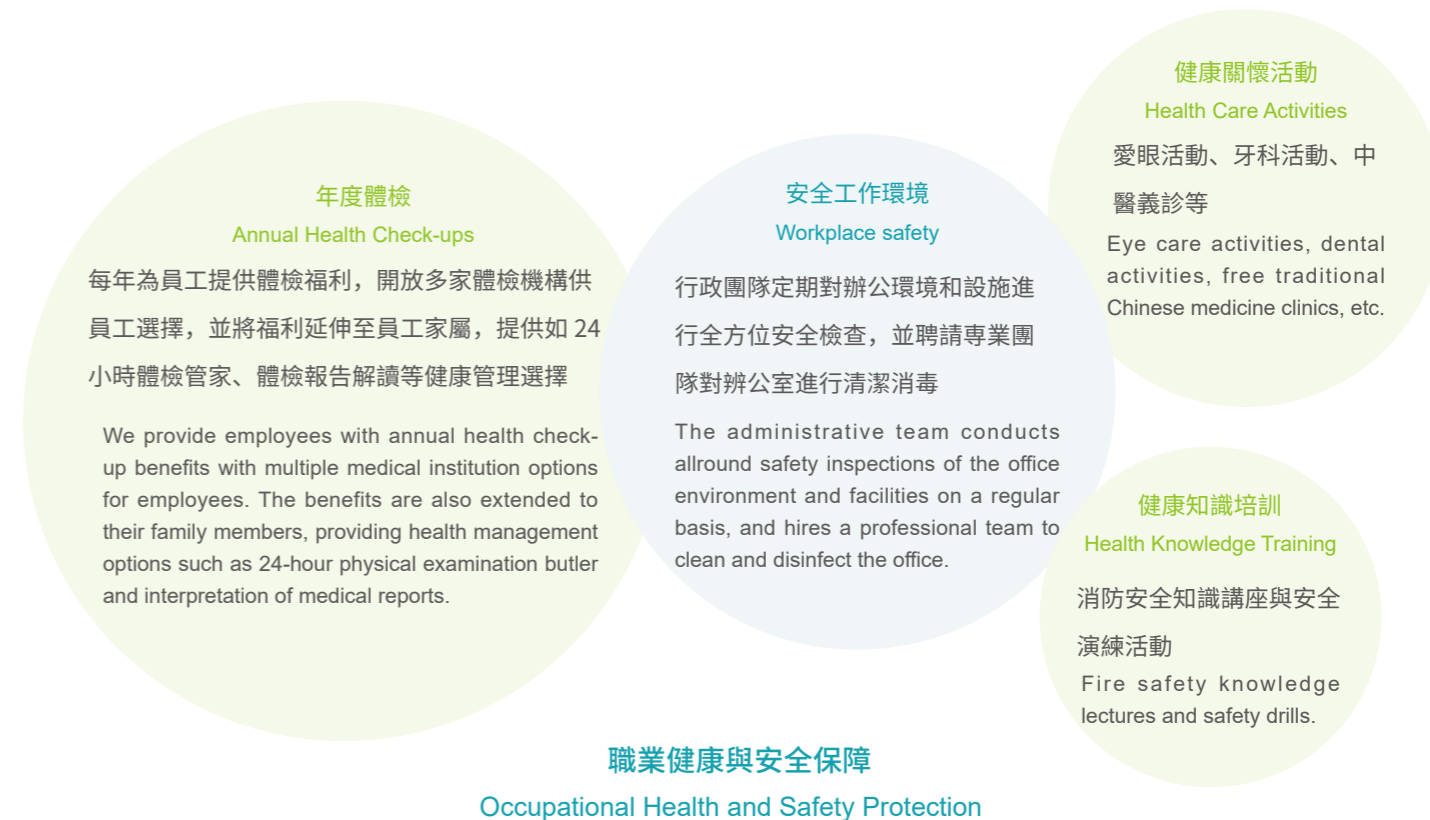 年度體檢
Annual Health Check-ups
每年為員工提供體檢福利，開放多家體檢機構供
員工選擇，並將福利延伸至員工家屬，提供如 24
小時體檢管家、體檢報告解讀等健康管理選擇
We provide employees with annual health check-
up benefits with multiple medical institution options
for employees. The benefits are also extended to
their family members, providing health management
options such as 24-hour physical examination butler
and interpretation of medical reports.
安全工作環境
Workplace safety
行政團隊定期對辦公環境和設施進
行全方位安全檢查，並聘請專業團
隊對辨公室進行清潔消毒
The administrative team conducts
allround safety inspections of the office
environment and facilities on a regular
basis, and hires a professional team to
clean and disinfect the office.
健康關懷活動
Health Care Activities
愛眼活動、牙科活動、中
醫義診等
Eye care activities, dental
activities, free traditional
Chinese medicine clinics, etc.
健康知識培訓
Health Knowledge Training
消防安全知識講座與安全
演練活動
Fire safety knowledge
lectures and safety drills.
職業健康與安全保障
Occupational Health and Safety Protection